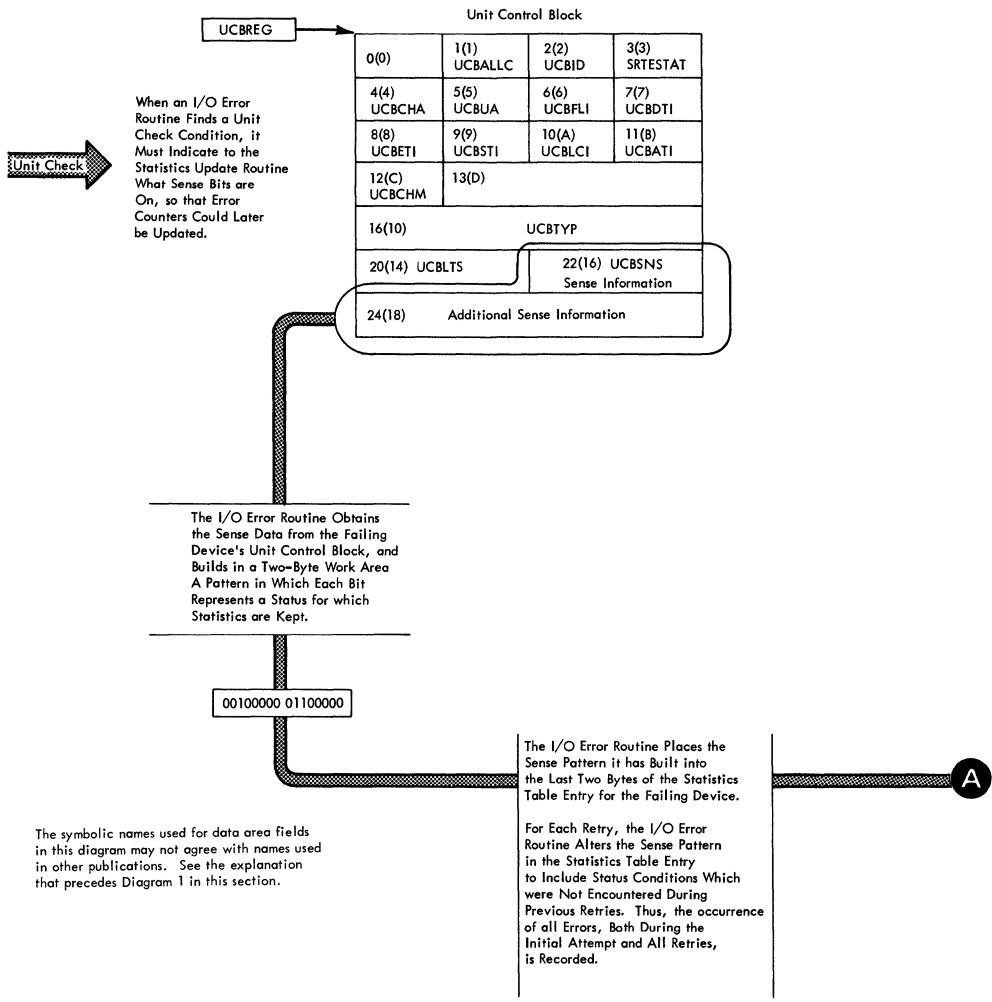 Unit Control Block
UCBREG
0(0)
1(1)
UCBALLC
2(2)
UCBID
3(3)
SRTESTAT
4(4)
UCBCHA
5(5)
UCBUA
6(6)
UCBFLI
7(7)
UCBDTI
8(8)
UCBETI
9(9)
UCBSTI
10(A)
UCBLCI
11(B)
UCBATI
12(C)
UCBCHM
13(D)
16(10) UCBTYP
20(14) UCBLTS
22(16) UCBSNS
Sense Information
24(18) Additional Sense Information
Unit Check
When an I/O Error
Routine Finds a Unit
Check Condition, it
Must Indicate to the
Statistics Update Routine
What Sense Bits are
On, so that Error
Counters Could Later
be Updated.
The I/O Error Routine Obtains
the Sense Data from the Failing
Device's Unit Control Block, and
Builds in a Two-Byte Work Area
A Pattern in Which Each Bit
Represents a Status for which
Statistics are Kept.
00100000 01100000
The I/O Error Routine Places the
Sense Pattern it has Built into
the Last Two Bytes of the Statistics
Table Entry for the Failing Device.
For Each Retry, the I/O Error
Routine Alters the Sense Pattern
in the Statistics Table Entry
to Include Status Conditions Which
were Not Encountered During
Previous Retries. Thus, the occurrence
of all Errors, Both During the
Initial Attempt and All Retries,
is Recorded.
A
The symbolic names used for data area fields
in this diagram may not agree with names used
in other publications. See the explanation
that precedes Diagram 1 in this section.